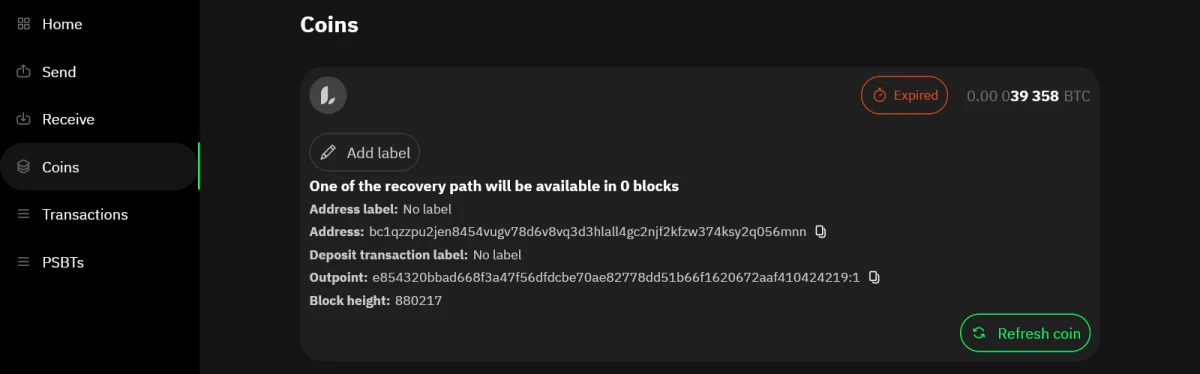 Home
Send
Receive
Coins
Transactions
PSBTs
Coins
Expired
0.00 039 358 BTC
Add label
One of the recovery path will be available in 0 blocks
Address label: No label
Address: bc1qzzpu2jen8454vugv78d6v8vq3d3hlall4gc2njf2kfzw374ksy2q056mnn
Deposit transaction label: No label
Outpoint: e854320bbad668f3a47f56dfdcbe70ae82778dd51b66f1620672aaf410424219:1
Block height: 880217
Refresh coin